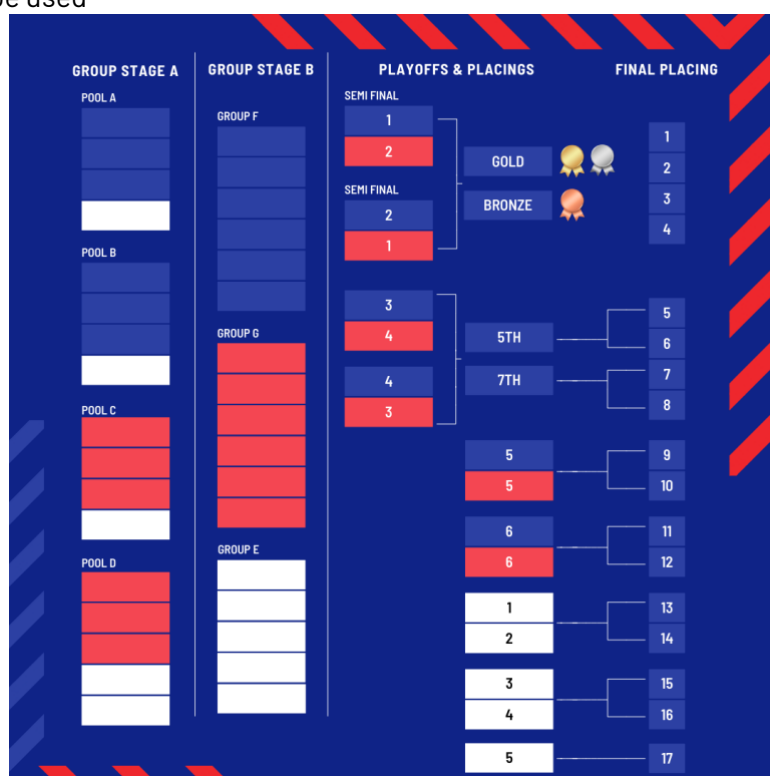 be used
GROUP STAGE A
GROUP STAGE B
PLAYOFFS & PLACINGS
FINAL PLACING
POOL A
POOL B
POOL C
POOL D
GROUP F
GROUP G
GROUP E
SEMI FINAL
1
2
SEMI FINAL
2
1
GOLD
BRONZE
3
4
4
3
5TH
7TH
5
5
6
6
1
2
3
4
5
1
2
3
4
5
6
7
8
9
10
11
12
13
14
15
16
17